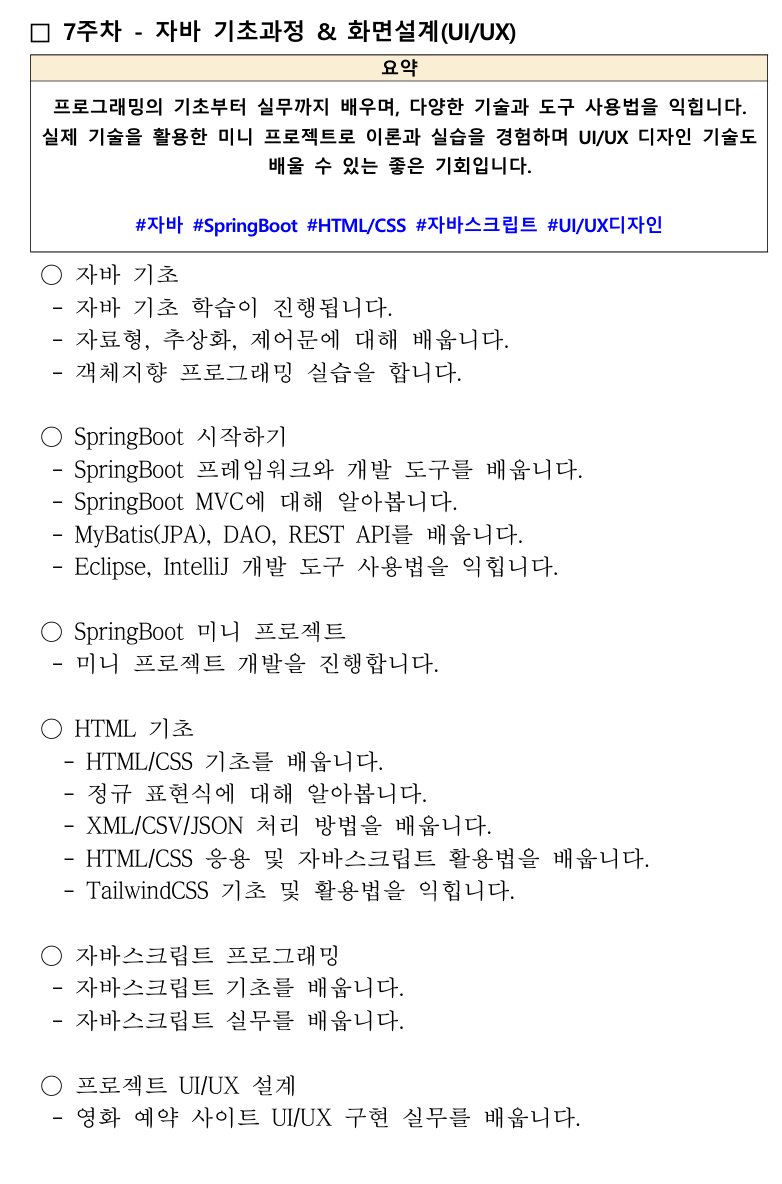 □ 7주차 - 자바 기초과정 & 화면설계(UI/UX)
요약
프로그래밍의 기초부터 실무까지 배우며, 다양한 기술과 도구 사용법을 익힙니다.
실제 기술을 활용한 미니 프로젝트로 이론과 실습을 경험하며 UI/UX 디자인 기술도
배울 수 있는 좋은 기회입니다.
#자바 #SpringBoot #HTML/CSS #자바스크립트 #UI/UX디자인
○ 자바 기초
- 자바 기초 학습이 진행됩니다.
- 자료형, 추상화, 제어문에 대해 배웁니다.
- 객체지향 프로그래밍 실습을 합니다.
○ SpringBoot 시작하기
- SpringBoot 프레임워크와 개발 도구를 배웁니다.
- SpringBoot MVC에 대해 알아봅니다.
- MyBatis(JPA), DAO, REST API를 배웁니다.
- Eclipse, IntelliJ 개발 도구 사용법을 익힙니다.
○ SpringBoot 미니 프로젝트
- 미니 프로젝트 개발을 진행합니다.
○ HTML 기초
- HTML/CSS 기초를 배웁니다.
- 정규 표현식에 대해 알아봅니다.
- XML/CSV/JSON 처리 방법을 배웁니다.
- HTML/CSS 응용 및 자바스크립트 활용법을 배웁니다.
- TailwindCSS 기초 및 활용법을 익힙니다.
○ 자바스크립트 프로그래밍
- 자바스크립트 기초를 배웁니다.
- 자바스크립트 실무를 배웁니다.
○ 프로젝트 UI/UX 설계
- 영화 예약 사이트 UI/UX 구현 실무를 배웁니다.